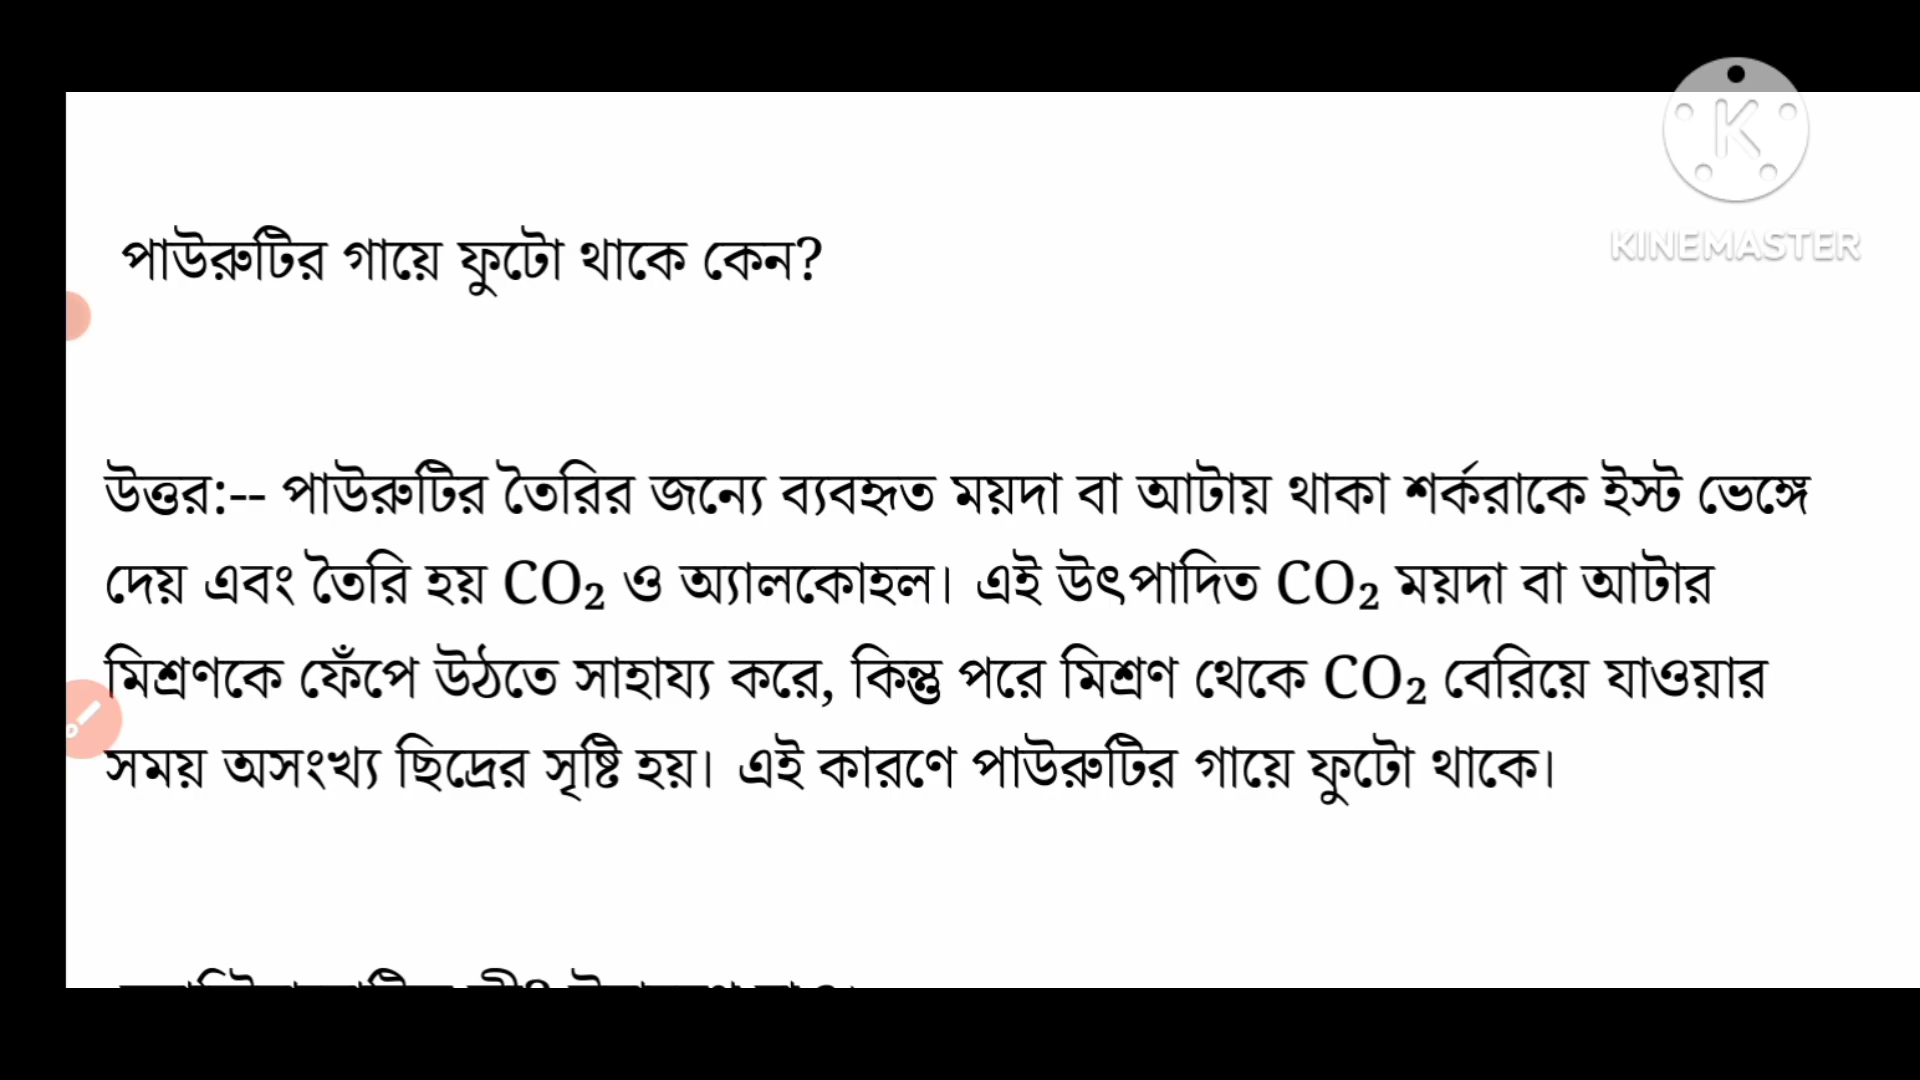 KINEMASTER
পাউরুটির গায়ে ফুটো থাকে কেন?
উত্তর:-- পাউরুটির তৈরির জন্যে ব্যবহৃত ময়দা বা আটায় থাকা শর্করাকে ইস্ট ভেঙ্গে
দেয় এবং তৈরি হয় CO₂ ও অ্যালকোহল। এই উৎপাদিত CO₂ ময়দা বা আটার
মিশ্রণকে ফেঁপে উঠতে সাহায্য করে, কিন্তু পরে মিশ্রণ থেকে CO₂ বেরিয়ে যাওয়ার
সময় অসংখ্য ছিদ্রের সৃষ্টি হয়। এই কারণে পাউরুটির গায়ে ফুটো থাকে।